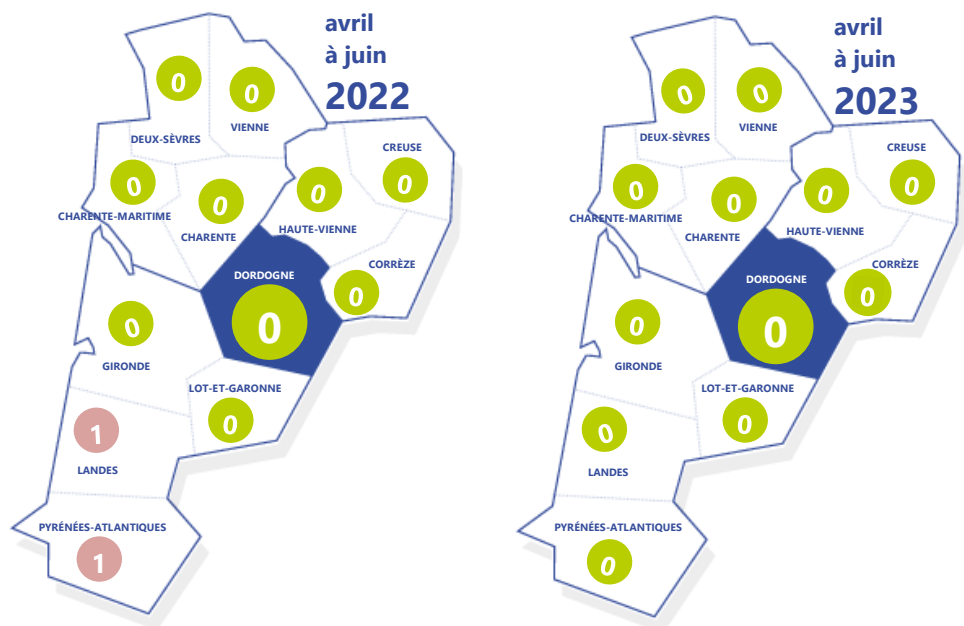 avril
à juin
2022
0
0
DEUX-SÈVRES
VIENNE
CREUSE
0
0
0
0
CHARENTE-MARITIME
CHARENTE
HAUTE-VIENNE
DORDOGNE
CORRÈZE
0
0
0
GIRONDE
LOT-ET-GARONNE
0
1
LANDES
PYRÉNÉES-ATLANTIQUES
1
avril
à juin
2023
0
0
DEUX-SÈVRES
VIENNE
CREUSE
0
0
0
0
CHARENTE-MARITIME
CHARENTE
HAUTE-VIENNE
DORDOGNE
CORRÈZE
0
0
0
GIRONDE
LOT-ET-GARONNE
0
0
LANDES
PYRÉNÉES-ATLANTIQUES
0